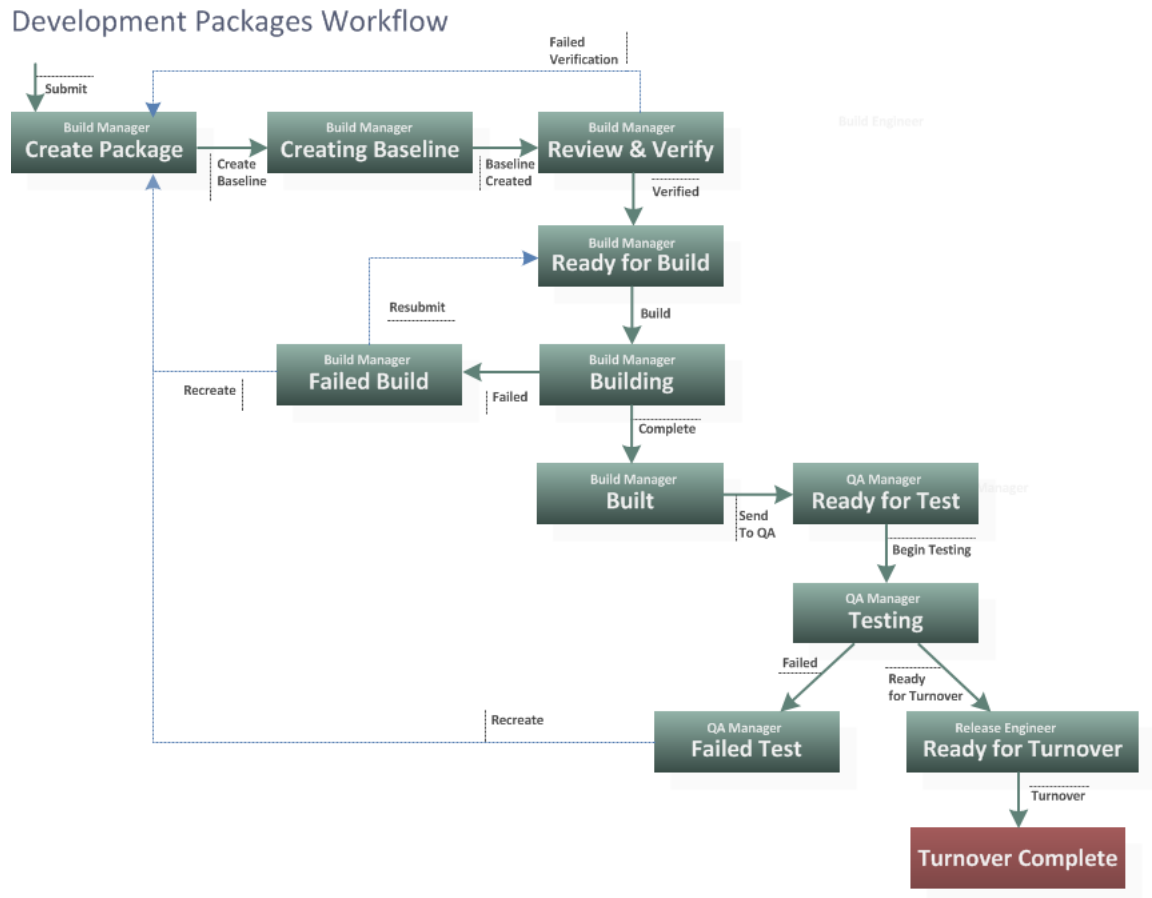 Development Packages Workflow
Failed
Verification
Submit
Build Manager
Create Package
Create
Baseline
Build Manager
Creating Baseline
Baseline
Created
Build Manager
Review & Verify
Build Engineer
Verified
Build Manager
Ready for Build
Resubmit
Build
Build Manager
Failed Build
Recreate
Failed
Build Manager
Building
Complete
Build Manager
Built
Send
To QA
QA Manager
Ready for Test
Manager
Begin Testing
QA Manager
Testing
Failed
Ready
for Turnover
Recreate
QA Manager
Failed Test
Release Engineer
Ready for Turnover
Turnover
Turnover Complete